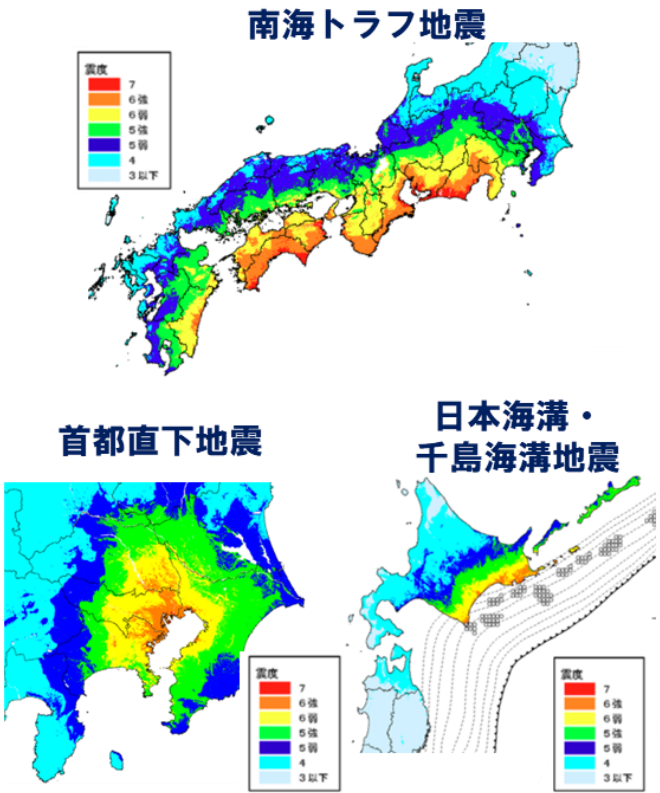 南海トラフ地震
震度
7
6強
6弱
5強
5弱
4
3以下
首都直下地震
震度
7
6強
6弱
5強
5弱
4
3以下
日本海溝・
千島海溝地震
震度
7
6強
6弱
5強
5弱
4
3以下